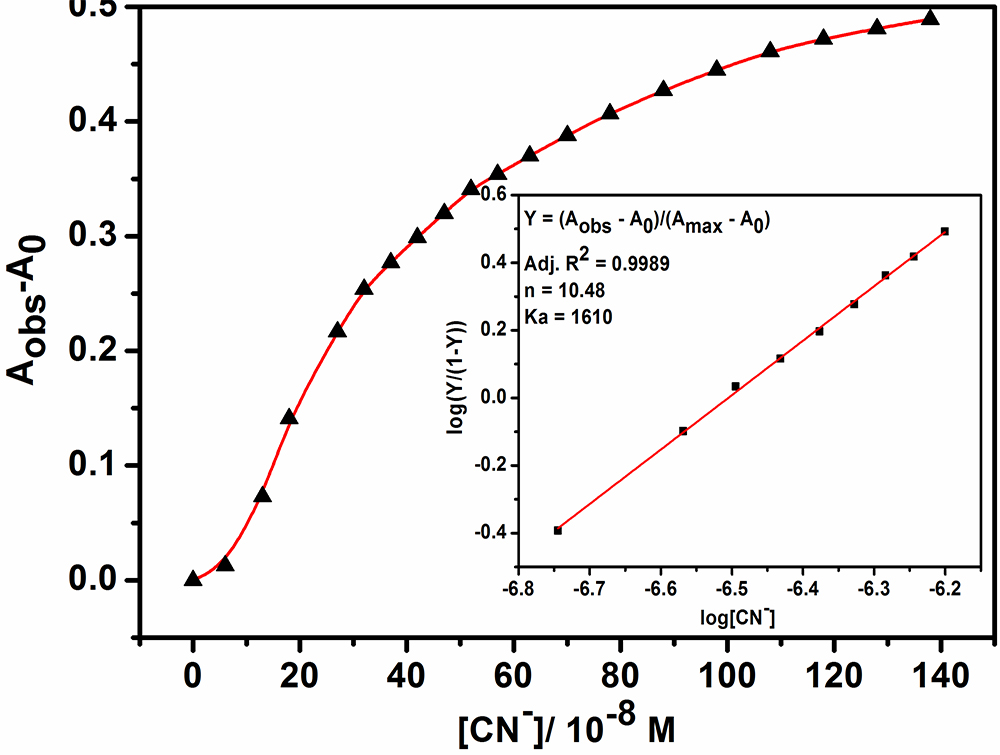 0.5
0.4
0.3
0.2
0.1
0.0
Aobs-A0
0 20 40 60 80 100 120 140
[CN-]/ 10-8 M
Y = (Aobs - A0)/(Amax - A0)
Adj. R2 = 0.9989
n = 10.48
Ka = 1610
0.6
0.4
0.2
0.0
-0.2
-0.4
log(Y/(1-Y))
-6.8 -6.7 -6.6 -6.5 -6.4 -6.3 -6.2
log[CN-]